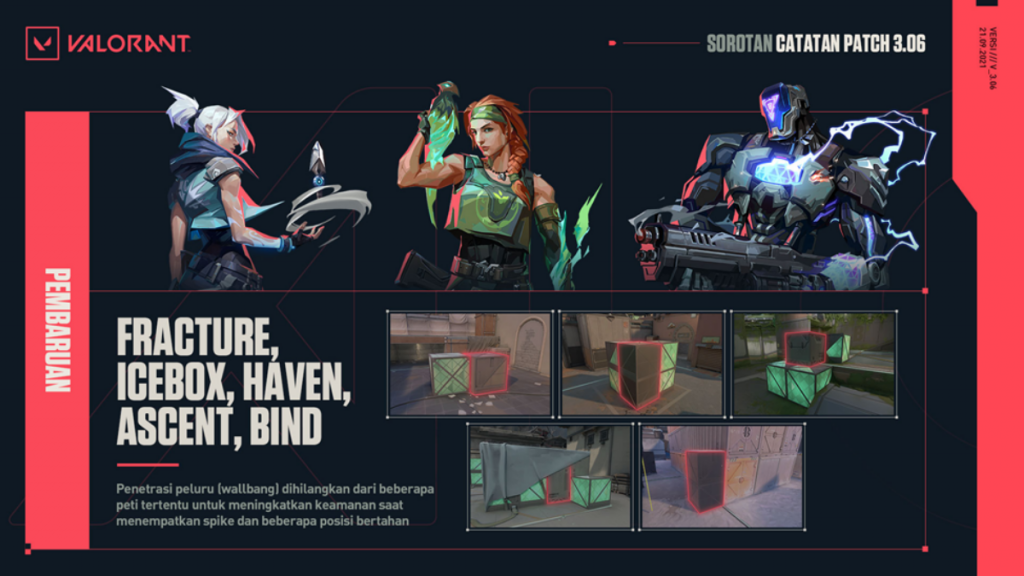 VALORANT
SOROTAN CATATAN PATCH 3.06
VERSI /// V_3.06
21.09.2021
PEMBARUAN
FRACTURE,
ICEBOX, HAVEN,
ASCENT, BIND
Penetrasi peluru (wallbang) dihilangkan dari beberapa
peti tertentu untuk meningkatkan keamanan saat
menempatkan spike dan beberapa posisi bertahan